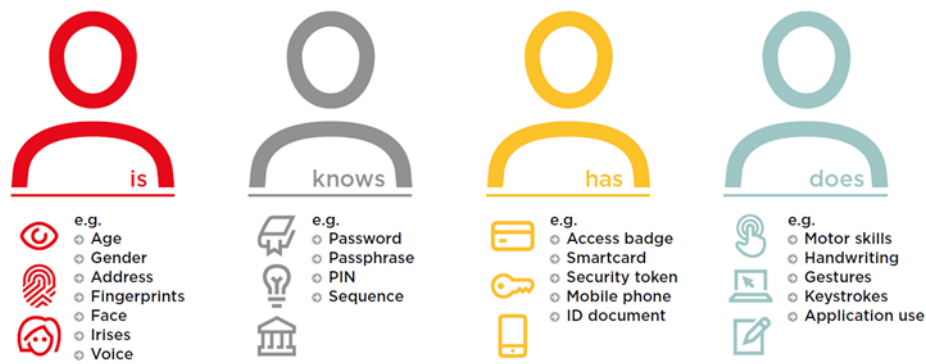 is
e.g.
Age
Gender
Address
Fingerprints
Face
Irises
Voice
knows
e.g.
Password
Passphrase
PIN
Sequence
has
e.g.
Access badge
Smartcard
Security token
Mobile phone
ID document
does
e.g.
Motor skills
Handwriting
Gestures
Keystrokes
Application use